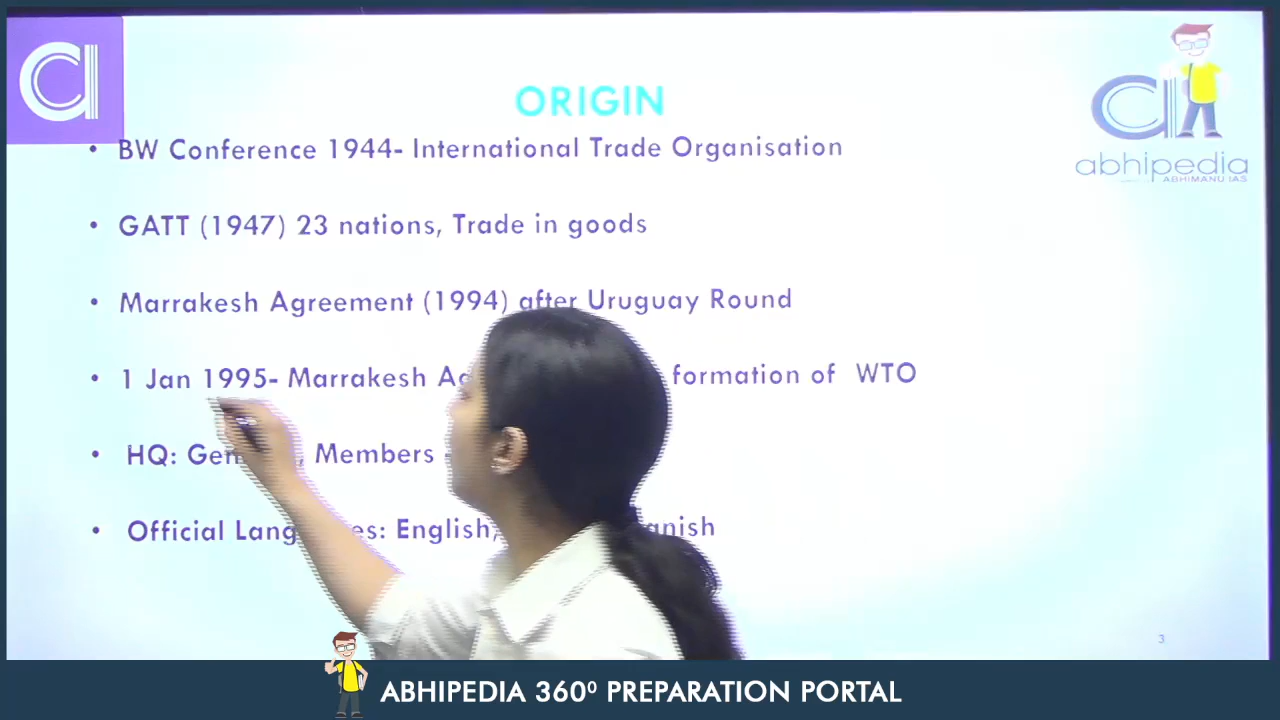 ORIGIN
• BW Conference 1944- International Trade Organisation
• GATT (1947) 23 nations, Trade in goods
• Marrakesh Agreement (1994) after Uruguay Round
• 1 Jan 1995- Marrakesh formation of WTO
• HQ: Members
• Official English, 
abhipedia
ABHIMANU IAS
3
ABHIPEDIA 360⁰ PREPARATION PORTAL